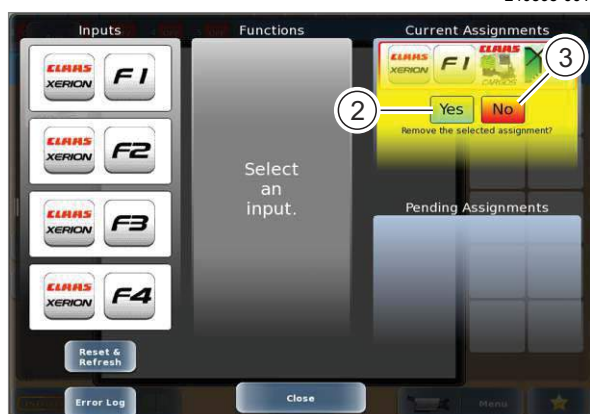 Inputs
Functions
Current Assignments
CLAAS
XERION
F1
CLAAS
XERION
F1
CLAAS
CARGOS
3
2
Yes
No
Remove the selected assignment?
CLAAS
XERION
F2
Select
an
input.
CLAAS
XERION
F3
Pending Assignments
CLAAS
XERION
F4
Reset &
Refresh
Error Log
Close
Menu